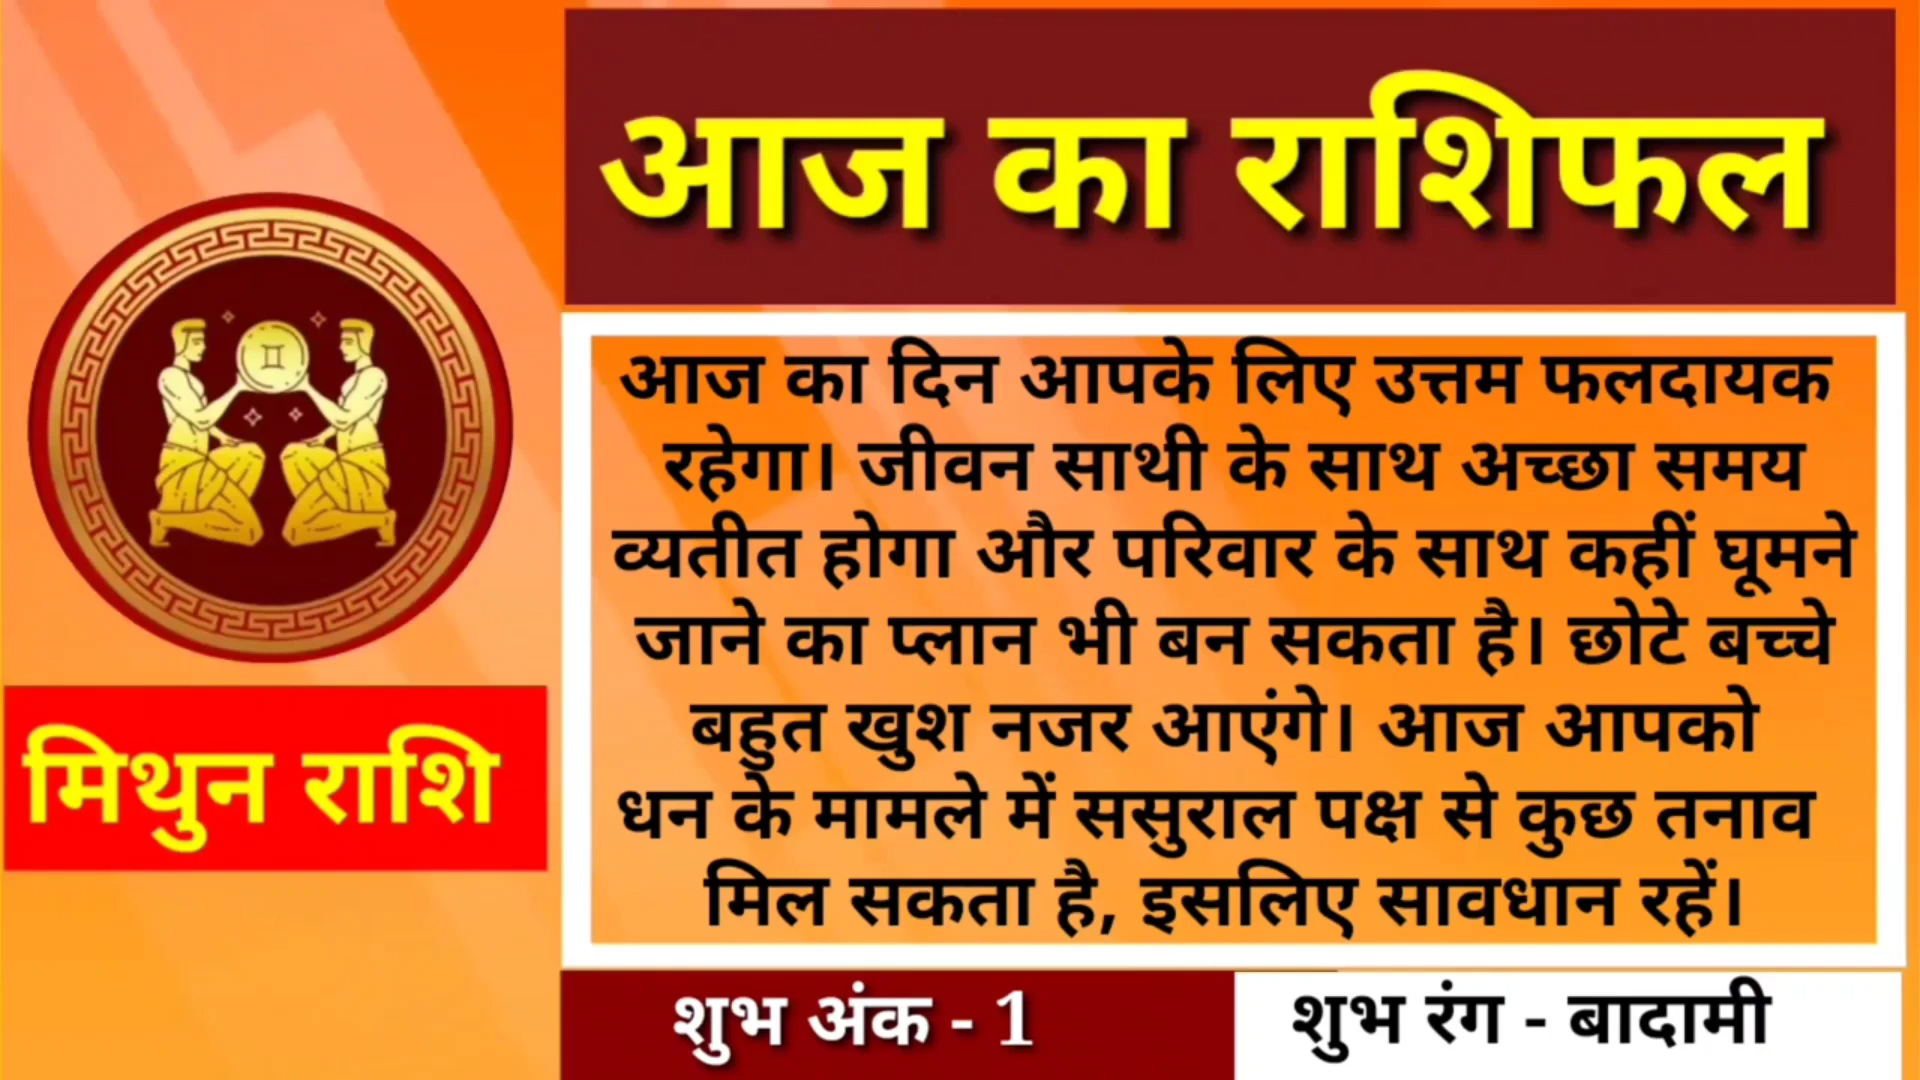 आज का राशिफल
मिथुन राशि
आज का दिन आपके लिए उत्तम फलदायक
रहेगा। जीवन साथी के साथ अच्छा समय
व्यतीत होगा और परिवार के साथ कहीं घूमने
जाने का प्लान भी बन सकता है। छोटे बच्चे
बहुत खुश नजर आएंगे। आज आपको
धन के मामले में ससुराल पक्ष से कुछ तनाव
मिल सकता है, इसलिए सावधान रहें।
शुभ अंक - 1
शुभ रंग - बादामी